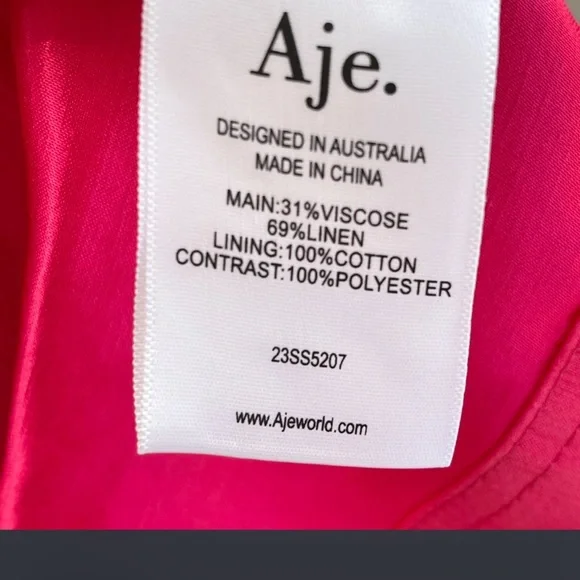 Aje.
DESIGNED IN AUSTRALIA
MADE IN CHINA
MAIN:31%VISCOSE
69%LINEN
LINING:100%COTTON
CONTRAST:100%POLYESTER
23SS5207
www.Ajeworld.com